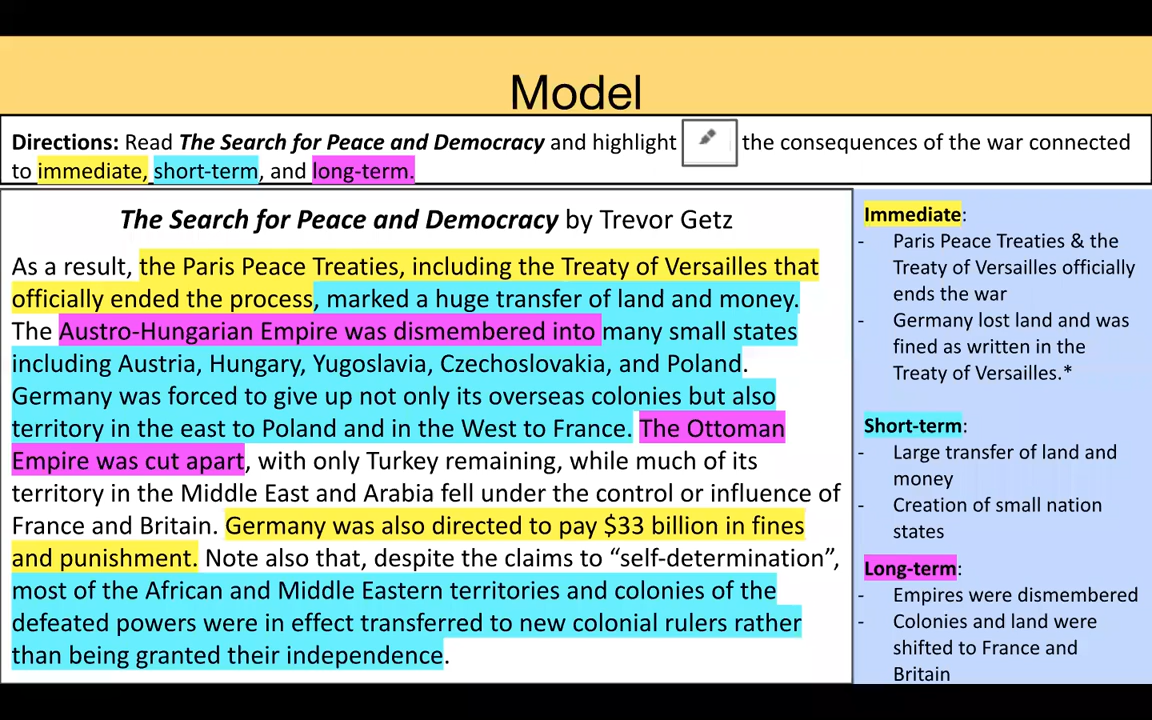 Model
Directions: Read The Search for Peace and Democracy and highlight the consequences of the war connected
to immediate, short-term, and long-term.
The Search for Peace and Democracy by Trevor Getz
As a result, the Paris Peace Treaties, including the Treaty of Versailles that
officially ended the process, marked a huge transfer of land and money.
The Austro-Hungarian Empire was dismembered into many small states
including Austria, Hungary, Yugoslavia, Czechoslovakia, and Poland.
Germany was forced to give up not only its overseas colonies but also
territory in the east to Poland and in the West to France. The Ottoman
Empire was cut apart, with only Turkey remaining, while much of its
territory in the Middle East and Arabia fell under the control or influence of
France and Britain. Germany was also directed to pay $33 billion in fines
and punishment. Note also that, despite the claims to “self-determination”,
most of the African and Middle Eastern territories and colonies of the
defeated powers were in effect transferred to new colonial rulers rather
than being granted their independence.
Immediate:
- Paris Peace Treaties & the
Treaty of Versailles officially
ends the war
- Germany lost land and was
fined as written in the
Treaty of Versailles.*
Short-term:
- Large transfer of land and
money
- Creation of small nation
states
Long-term:
- Empires were dismembered
- Colonies and land were
shifted to France and
Britain